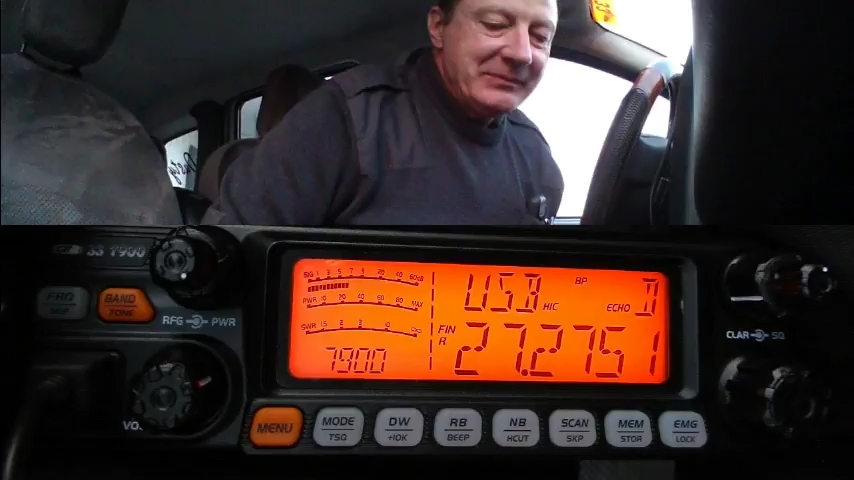 33
33 7900
FRQ
BAND
TONE
RFG PWR
VOL
SIG 1 3 5 7 9 20 40 60dB
PWR 10 20 40 60 80 MAX
SWR 1.5 2 3
7900
USB
HIC
BP
ECHO
D
FIN
R
27.2751
CLAR SQ
MENU
MODE
TSQ
DW
+10K
RB
BEEP
NB
HCUT
SCAN
SKP
MEM
STOR
EMG
LOCK